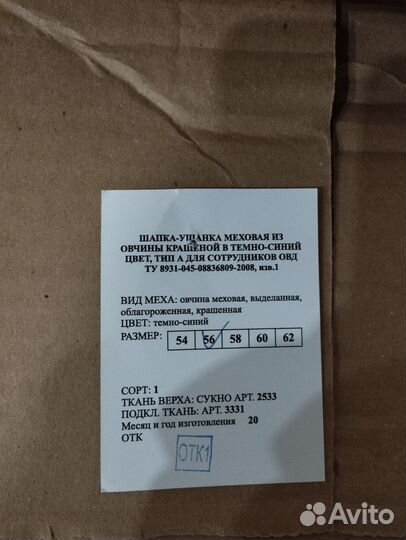 ШАПКА-УШАНКА МЕХОВАЯ ИЗ
ОВЧИНЫ КРАШЕНОЙ В ТЕМНО-СИНИЙ
ЦВЕТ, ТИП А ДЛЯ СОТРУДНИКОВ ОВД
ТУ 8931-045-08836809-2008, изв.1
ВИД МЕХА: овчина меховая, выделанная,
облагороженная, крашенная
ЦВЕТ: темно-синий
РАЗМЕР: 54 56 58 60 62
СОРТ: 1
ТКАНЬ ВЕРХА: СУКНО АРТ. 2533
ПОДКЛ. ТКАНЬ: АРТ. 3331
Месяц и год изготовления 20
ОТК
ОТК1
Avito